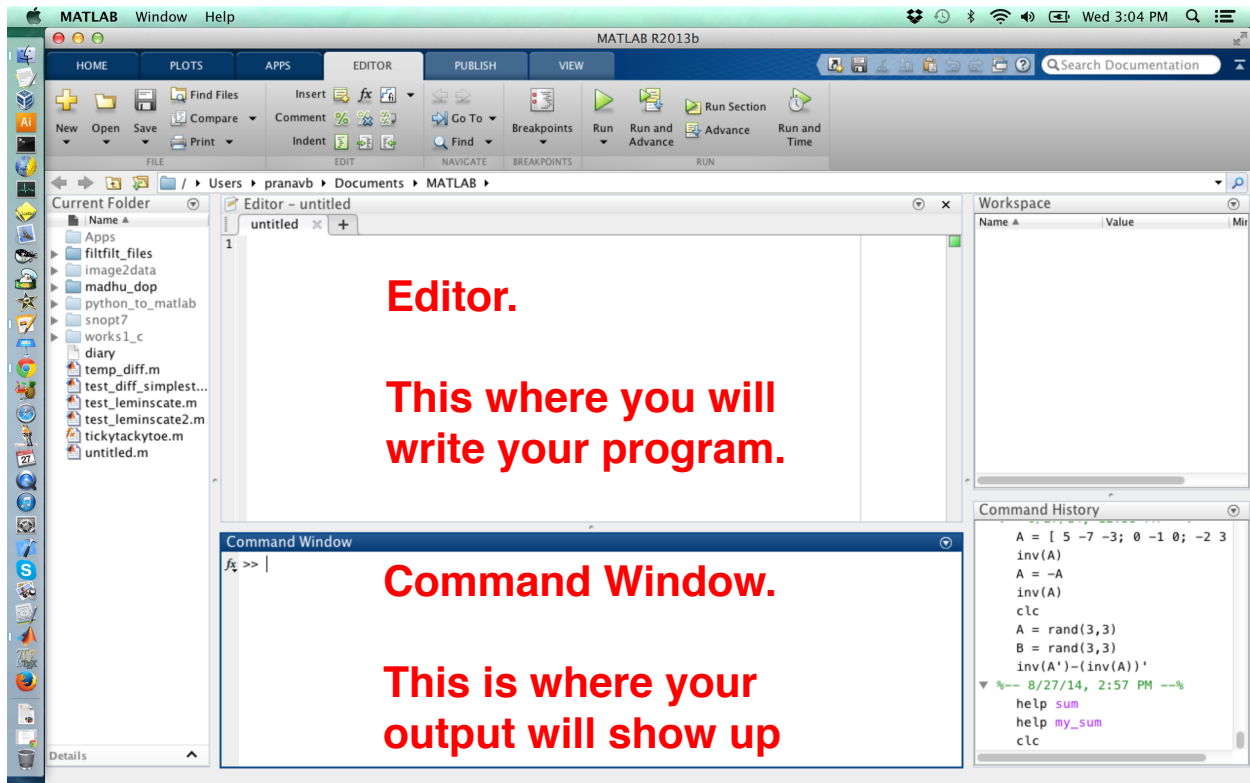 MATLAB Window Help Wed 3:04 PM
MATLAB R2013b
HOME PLOTS APPS EDITOR PUBLISH VIEW Search Documentation
New Open Save
Find Files
Compare
Print
FILE
Insert fx
Comment
Indent
EDIT
Go To
Find
NAVIGATE
Breakpoints
BREAKPOINTS
Run
Run and Advance
Run Section
Advance
Run and Time
RUN
/ Users pranavb Documents MATLAB
Current Folder
Name
Apps
filtfilt_files
image2data
madhu_dop
python_to_matlab
snopt7
works1_c
diary
temp_diff.m
test_diff_simplest...
test_leminscate.m
test_leminscate2.m
tickytackytoe.m
untitled.m
Details
Editor - untitled
untitled
1
Editor.
This where you will
write your program.
Command Window
fx >>
Command Window.
This is where your
output will show up
Workspace
Name Value Mir
Command History
A = [ 5 -7 -3; 0 -1 0; -2 3
inv(A)
A = -A
inv(A)
clc
A = rand(3,3)
B = rand(3,3)
inv(A')-(inv(A))'
%-- 8/27/14, 2:57 PM --%
help sum
help my_sum
clc